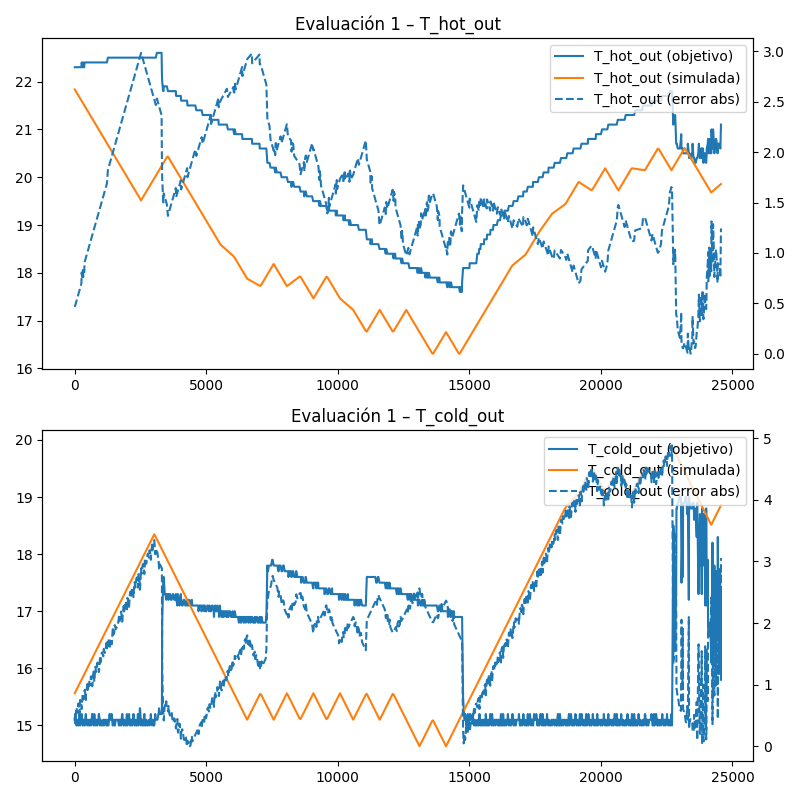 Evaluación 1 – T_hot_out
T_hot_out (objetivo)
T_hot_out (simulada)
T_hot_out (error abs)
22
21
20
19
18
17
16
3.0
2.5
2.0
1.5
1.0
0.5
0.0
0 5000 10000 15000 20000 25000
Evaluación 1 – T_cold_out
T_cold_out (objetivo)
T_cold_out (simulada)
T_cold_out (error abs)
20
19
18
17
16
15
5
4
3
2
1
0
0 5000 10000 15000 20000 25000